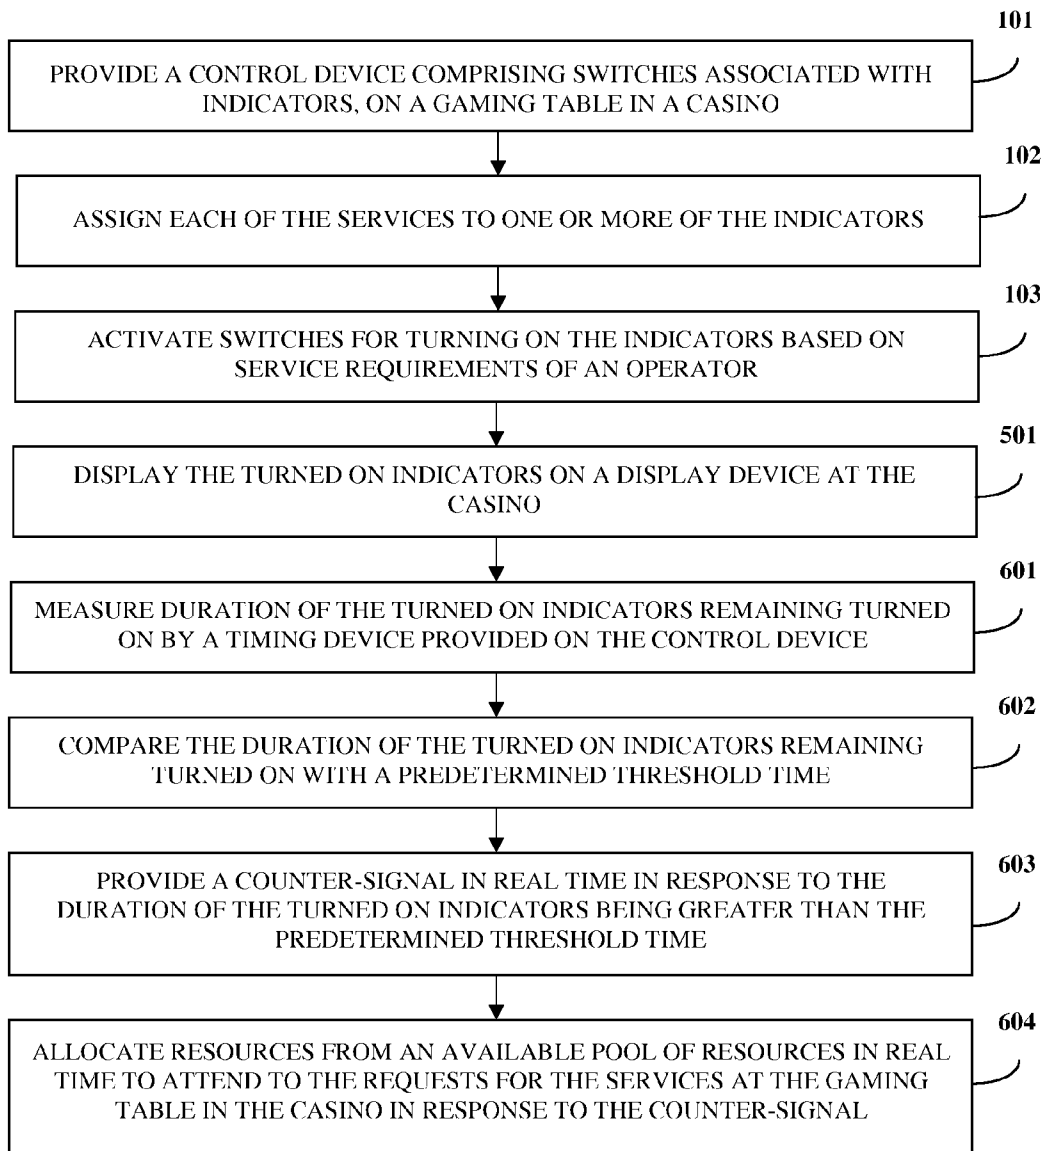 101
PROVIDE A CONTROL DEVICE COMPRISING SWITCHES ASSOCIATED WITH
INDICATORS, ON A GAMING TABLE IN A CASINO
102
ASSIGN EACH OF THE SERVICES TO ONE OR MORE OF THE INDICATORS
103
ACTIVATE SWITCHES FOR TURNING ON THE INDICATORS BASED ON
SERVICE REQUIREMENTS OF AN OPERATOR
501
DISPLAY THE TURNED ON INDICATORS ON A DISPLAY DEVICE AT THE
CASINO
601
MEASURE DURATION OF THE TURNED ON INDICATORS REMAINING TURNED
ON BY A TIMING DEVICE PROVIDED ON THE CONTROL DEVICE
602
COMPARE THE DURATION OF THE TURNED ON INDICATORS REMAINING
TURNED ON WITH A PREDETERMINED THRESHOLD TIME
603
PROVIDE A COUNTER-SIGNAL IN REAL TIME IN RESPONSE TO THE
DURATION OF THE TURNED ON INDICATORS BEING GREATER THAN THE
PREDETERMINED THRESHOLD TIME
604
ALLOCATE RESOURCES FROM AN AVAILABLE POOL OF RESOURCES IN REAL
TIME TO ATTEND TO THE REQUESTS FOR THE SERVICES AT THE GAMING
TABLE IN THE CASINO IN RESPONSE TO THE COUNTER-SIGNAL